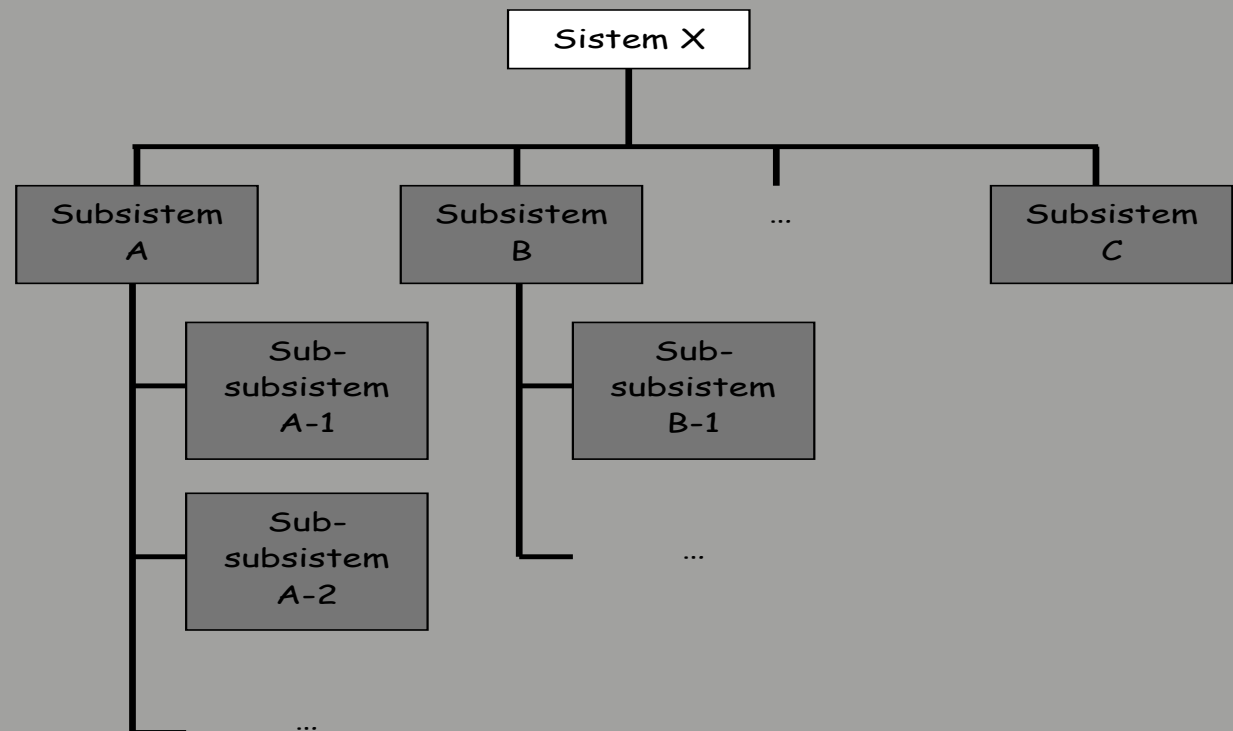 Sistem X
Subsistem
A
Subsistem
B
...
Subsistem
C
Sub-
subsistem
A-1
Sub-
subsistem
B-1
Sub-
subsistem
A-2
...
...